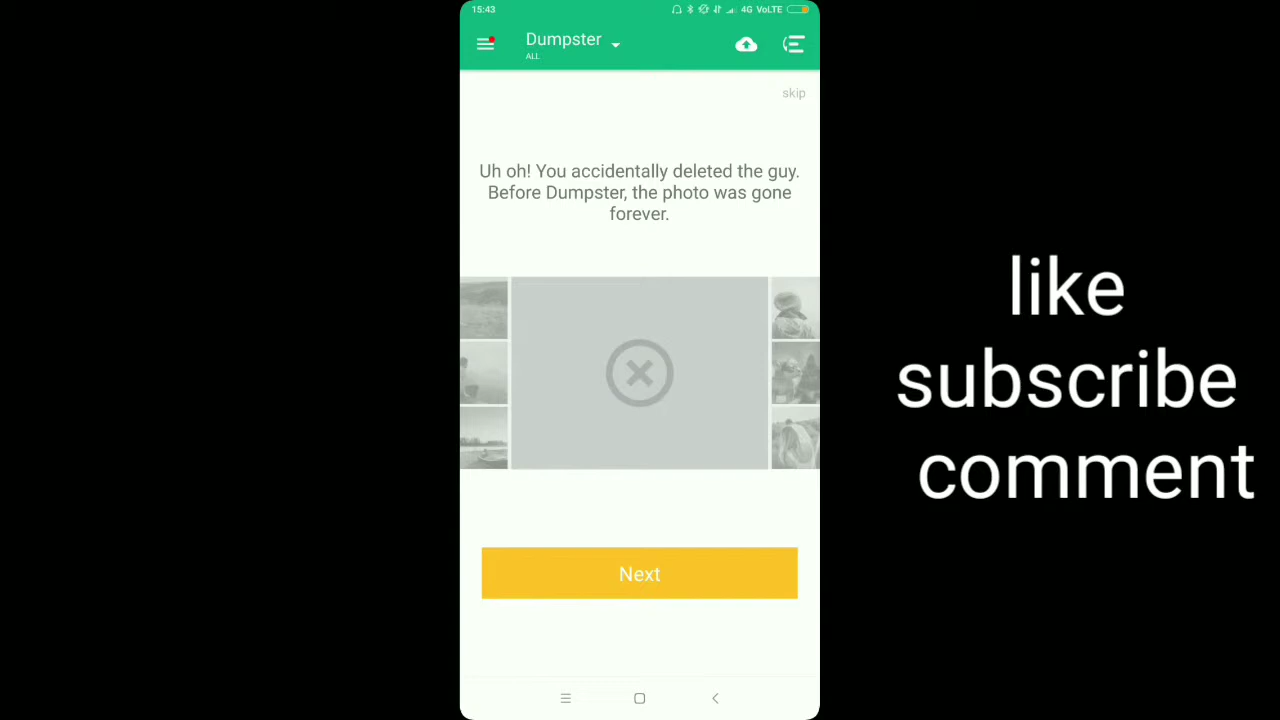 15:43
4G VoLTE
Dumpster
ALL
skip
Uh oh! You accidentally deleted the guy.
Before Dumpster, the photo was gone
forever.
Next
like
subscribe
comment